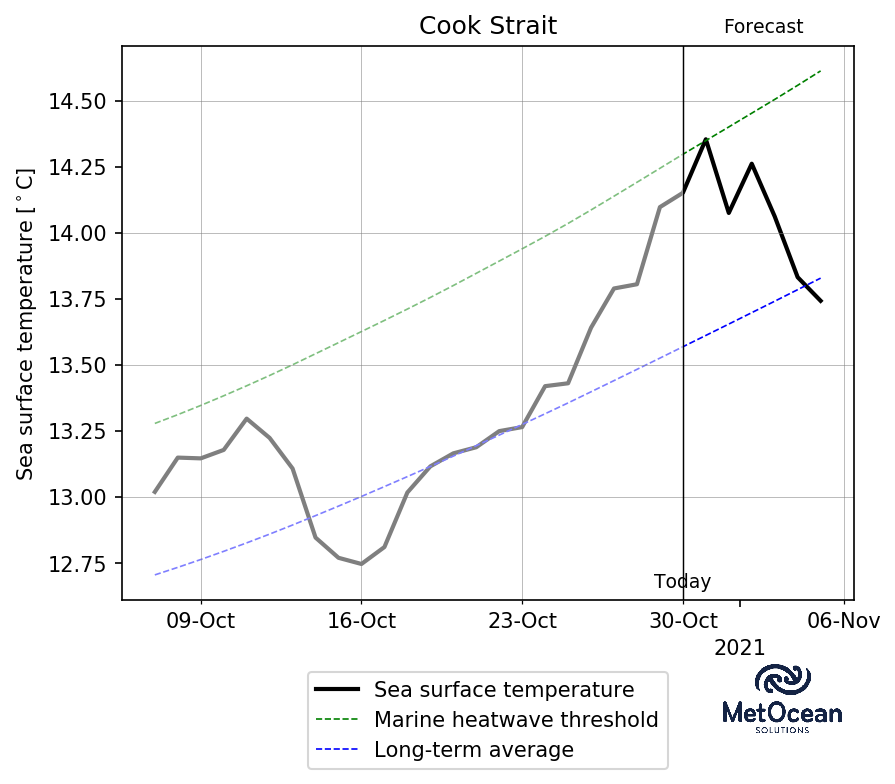 Cook Strait
Forecast
Sea surface temperature [°C]
14.50
14.25
14.00
13.75
13.50
13.25
13.00
12.75
Today
09-Oct 16-Oct 23-Oct 30-Oct 06-Nov
2021
Sea surface temperature
Marine heatwave threshold
Long-term average
MetOcean
SOLUTIONS